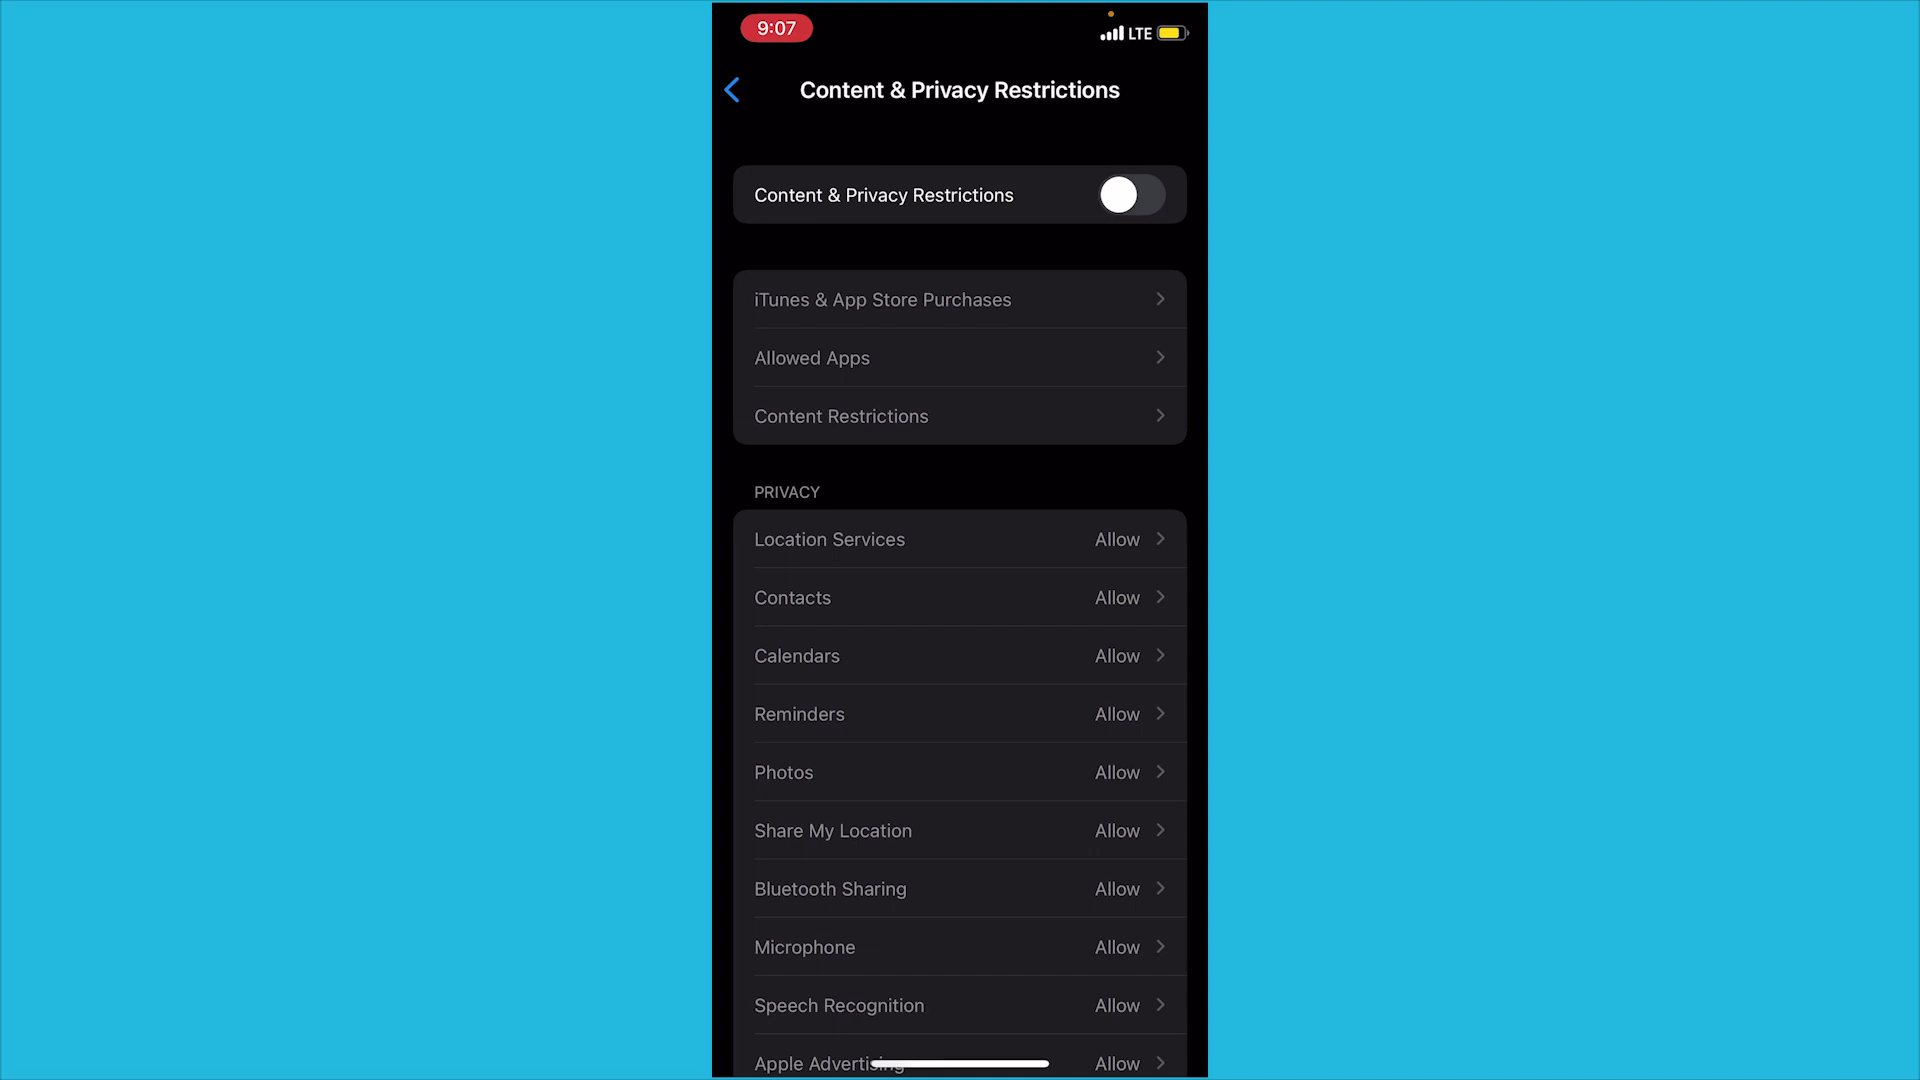 9:07
LTE
Content & Privacy Restrictions
Content & Privacy Restrictions
iTunes & App Store Purchases
Allowed Apps
Content Restrictions
PRIVACY
Location Services Allow
Contacts Allow
Calendars Allow
Reminders Allow
Photos Allow
Share My Location Allow
Bluetooth Sharing Allow
Microphone Allow
Speech Recognition Allow
Apple Advertising Allow